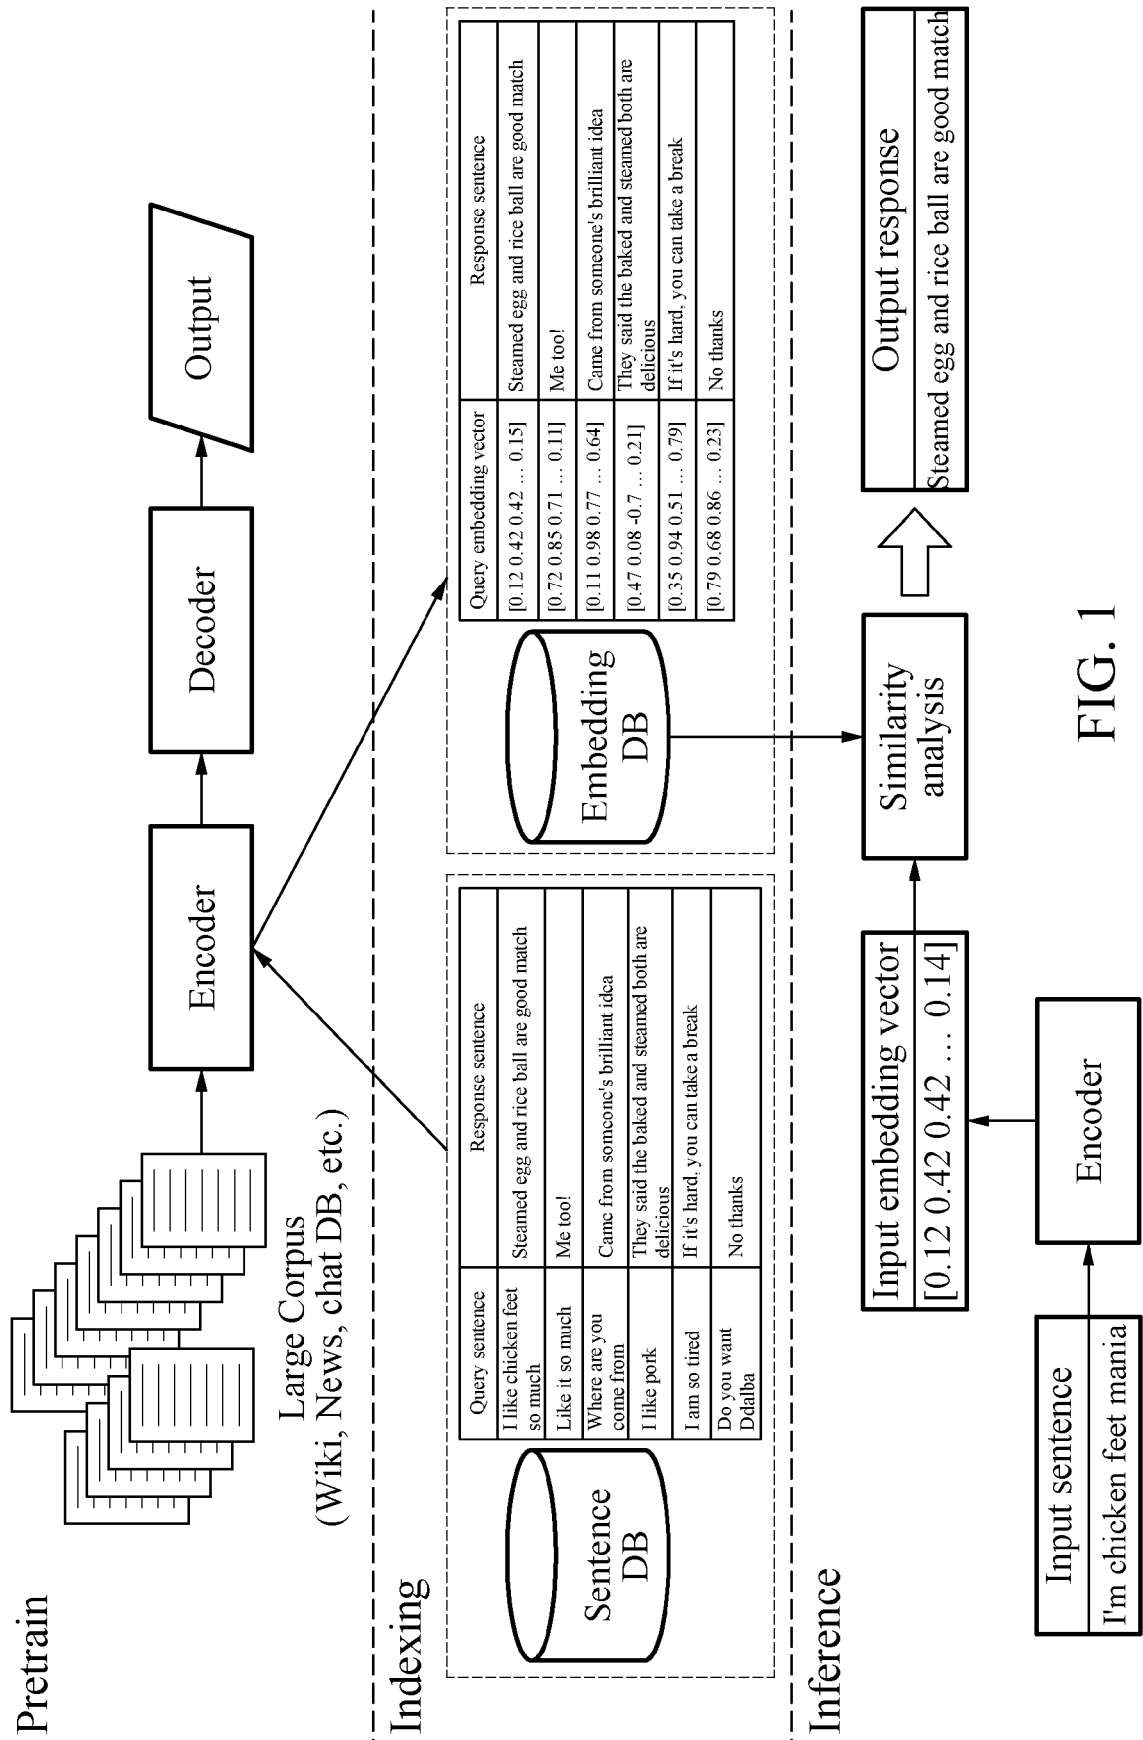 Pretrain
Large Corpus
(Wiki, News, chat DB, etc.)
Encoder
Decoder
Output
Indexing
Sentence
DB
Query sentence
Response sentence
I like chicken feet
so much
Steamed egg and rice ball are good match
Like it so much
Me too!
Where are you
come from
Came from someone's brilliant idea
I like pork
They said the baked and steamed both are
delicious
I am so tired
If it's hard, you can take a break
Do you want
Ddalba
No thanks
Embedding
DB
Query embedding vector
Response sentence
[0.12 0.42 0.42 ... 0.15]
Steamed egg and rice ball are good match
[0.72 0.85 0.71 ... 0.11]
Me too!
[0.11 0.98 0.77 ... 0.64]
Came from someone's brilliant idea
[0.47 0.08 -0.7 ... 0.21]
They said the baked and steamed both are
delicious
[0.35 0.94 0.51 ... 0.79]
If it's hard, you can take a break
[0.79 0.68 0.86 ... 0.23]
No thanks
Inference
Input sentence
I'm chicken feet mania
Encoder
Input embedding vector
[0.12 0.42 0.42 ... 0.14]
Similarity
analysis
Output response
Steamed egg and rice ball are good match
FIG. 1